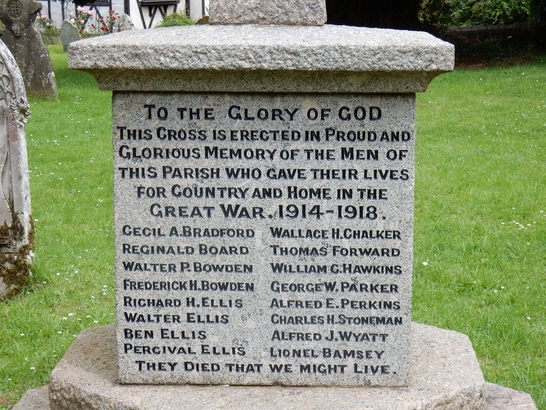 TO THE GLORY OF GOD
THIS CROSS IS ERECTED IN PROUD AND
GLORIOUS MEMORY OF THE MEN OF
THIS PARISH WHO GAVE THEIR LIVES
FOR COUNTRY AND HOME IN THE
GREAT WAR. 1914-1918.
CECIL A. BRADFORD WALLACE H. CHALKER
REGINALD BOARD THOMAS FORWARD
WALTER P. BOWDEN WILLIAM G. HAWKINS
FREDERICK H. BOWDEN GEORGE W. PARKER
RICHARD H. ELLIS ALFRED E. PERKINS
WALTER ELLIS CHARLES H. STONEMAN
BEN ELLIS ALFRED J. WYATT
PERCIVAL ELLIS LIONEL BAMSEY
THEY DIED THAT WE MIGHT LIVE.